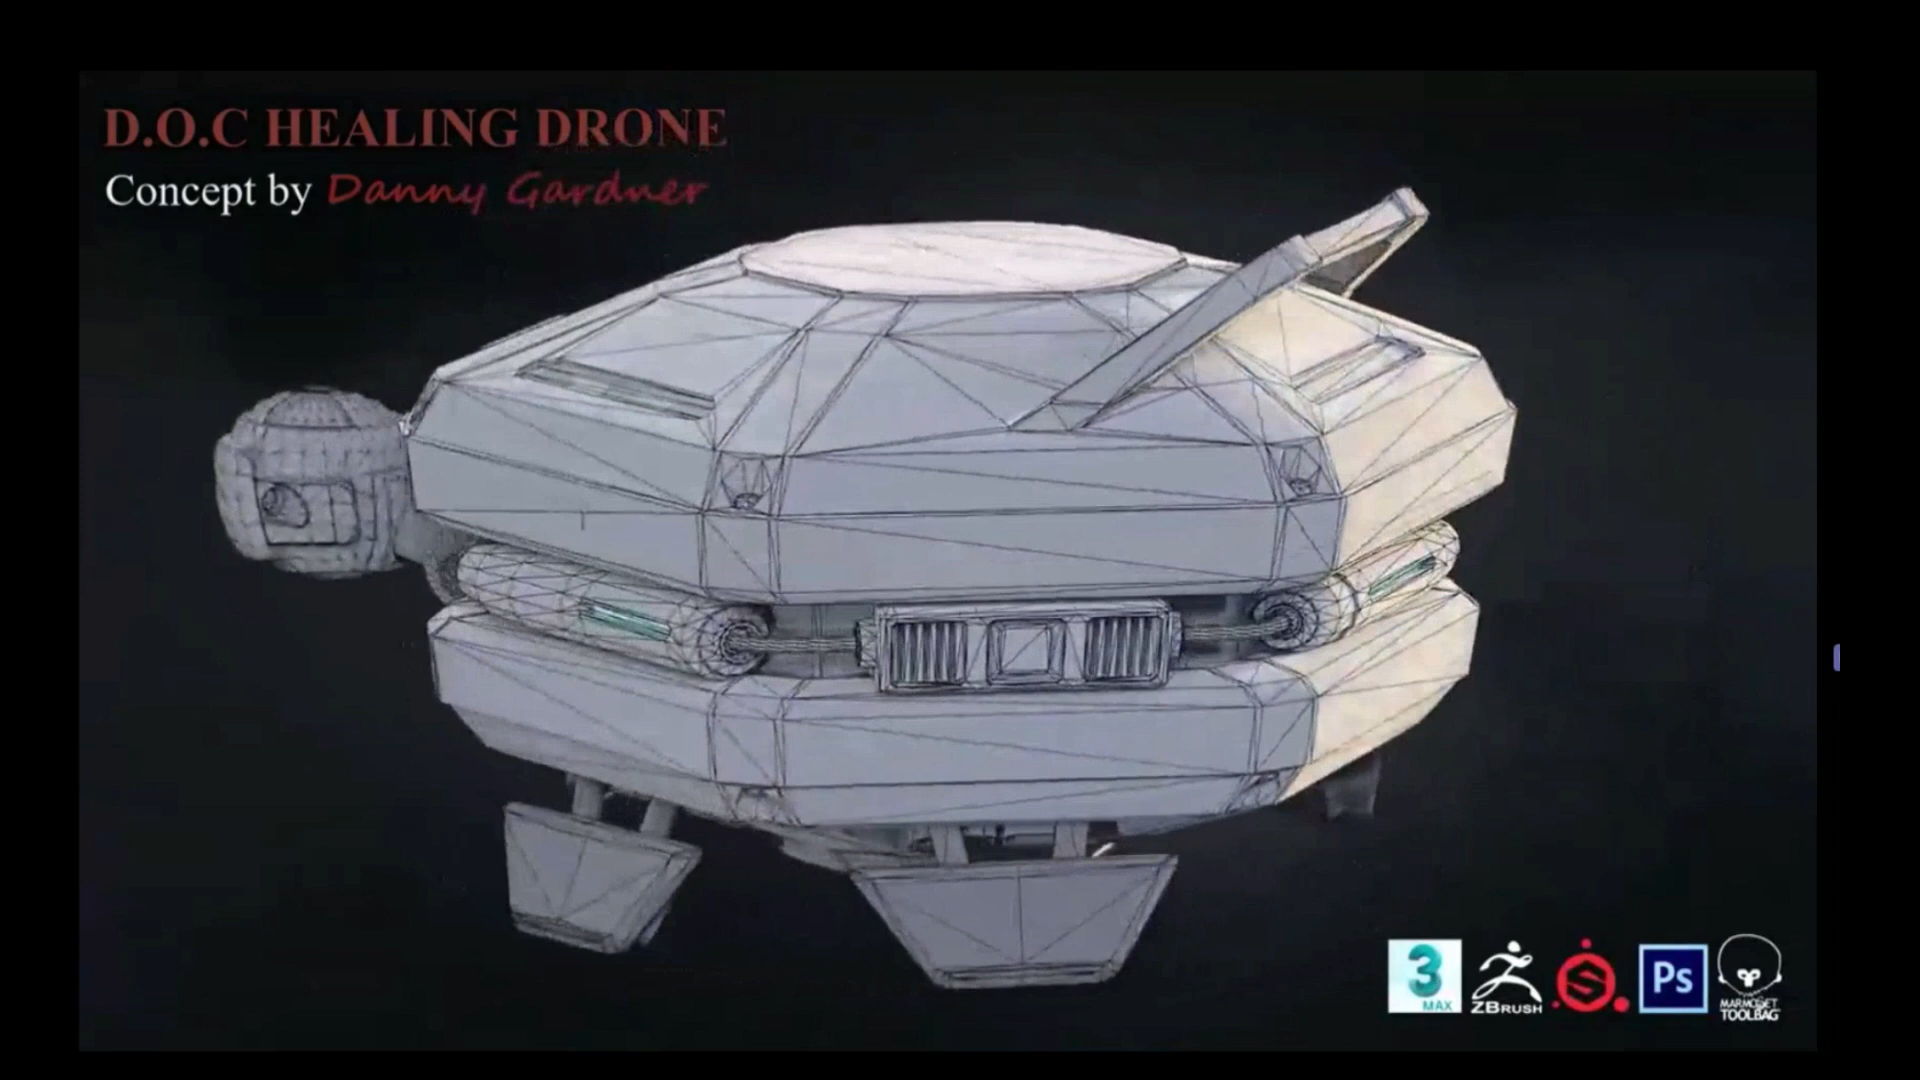 D.O.C HEALING DRONE
Concept by Danny Gardner
3
MAX
ZBRUSH
Ps
MARMOSET
TOOLBAG